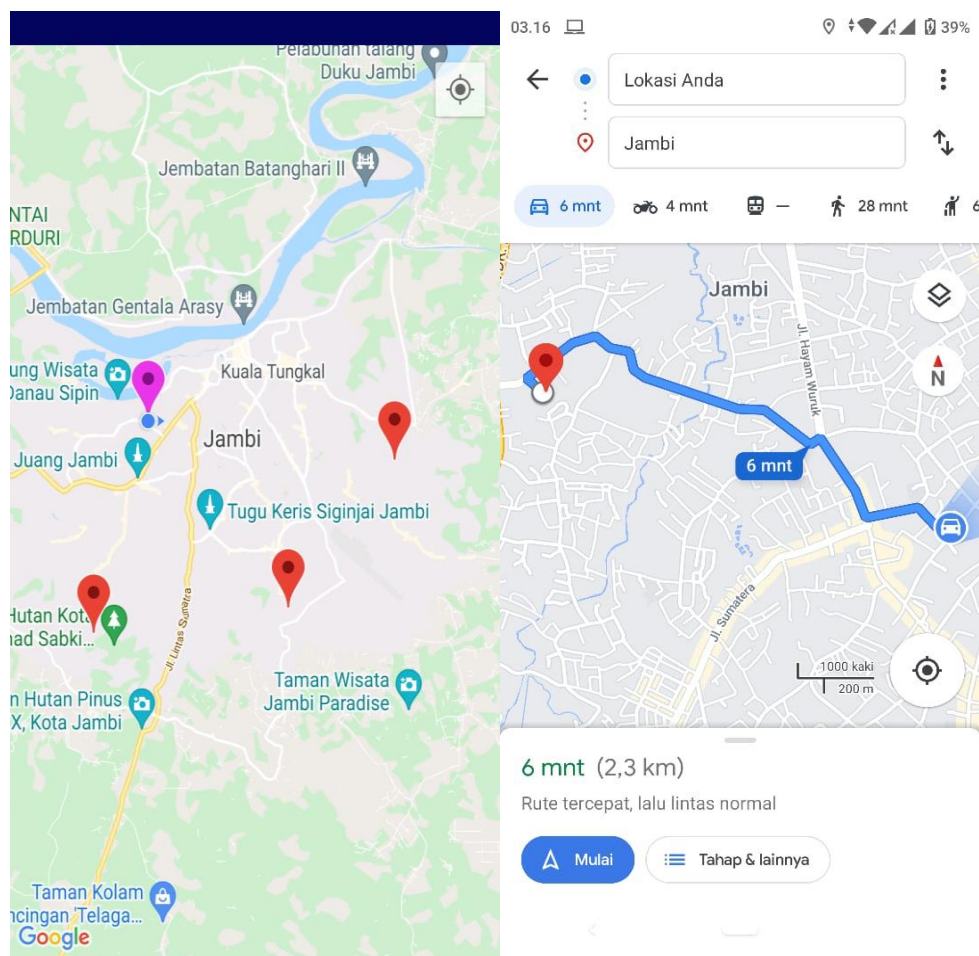 Pelabuhan talang
Duku Jambi
Jembatan Batanghari II
NTAI
RDURI
Jembatan Gentala Arasy
ung Wisata
Danau Sipin
Kuala Tungkal
Jambi
Juang Jambi
Tugu Keris Siginjai Jambi
Hutan Kota
mad Sabki...
Jl. Lintas Sumatra
Taman Wisata
Jambi Paradise
n Hutan Pinus
X, Kota Jambi
Taman Kolam
ncingan 'Telaga...
Google
03.16
39%
Lokasi Anda
Jambi
6 mnt
4 mnt
—
28 mnt
6
Jambi
Jl. Hayam Wuruk
N
6 mnt
Jl. Sumatera
1000 kaki
200 m
6 mnt (2,3 km)
Rute tercepat, lalu lintas normal
Mulai
Tahap & lainnya